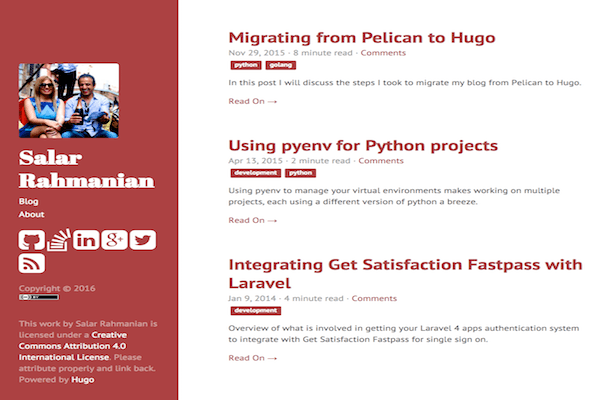 Salar
Rahmanian
Blog
About
Copyright © 2016
This work by Salar Rahmanian is
licensed under a Creative
Commons Attribution 4.0
International License. Please
attribute properly and link back.
Powered by Hugo
Migrating from Pelican to Hugo
Nov 29, 2015 · 8 minute read · Comments
python golang
In this post I will discuss the steps I took to migrate my blog from Pelican to Hugo.
Read On →
Using pyenv for Python projects
Apr 13, 2015 · 2 minute read · Comments
development python
Using pyenv to manage your virtual environments makes working on multiple
projects, each using a different version of python a breeze.
Read On →
Integrating Get Satisfaction Fastpass with
Laravel
Jan 9, 2014 · 4 minute read · Comments
development
Overview of what is involved in getting your Laravel 4 apps authentication system
to integrate with Get Satisfaction Fastpass for single sign on.
Read On →